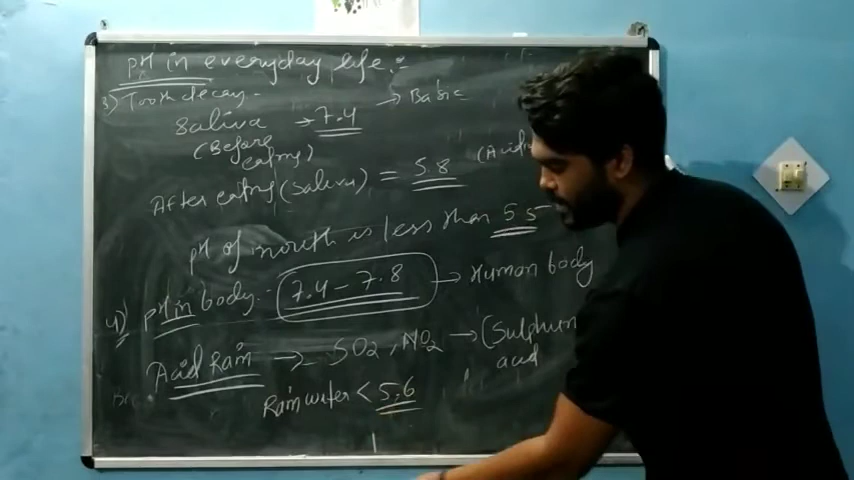 pH in everyday life :-
3) Tooth decay -
Saliva → 7.4 → Basic
(Before eating)
After eating (Saliva) = 5.8
pH of mouth is less than 5.5
4) pH in body - 7.4 - 7.8 → Human body
Acid Rain → SO2, NO2 →
acid
Rain water < 5.6